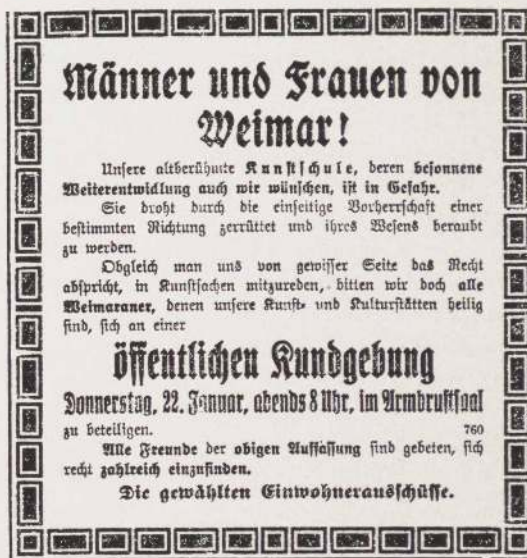 Männer und Frauen von
Weimar!
Unsere altberühmte Kunstschule, deren besonnene
Weiterentwicklung auch wir wünschen, ist in Gefahr.
Sie droht durch die einseitige Vorherrschaft einer
bestimmten Richtung zerrüttet und ihres Wesens beraubt
zu werden.
Obgleich man uns von gewisser Seite das Recht
abspricht, in Kunstsachen mitzureden, bitten wir doch alle
Weimaraner, denen unsere Kunst- und Kulturstätten heilig
sind, sich an einer
öffentlichen Kundgebung
Donnerstag, 22. Januar, abends 8 Uhr, im Armbrustsaal
zu beteiligen. 760
Alle Freunde der obigen Auffassung sind gebeten, sich
recht zahlreich einzufinden.
Die gewählten Einwohnerausschüsse.